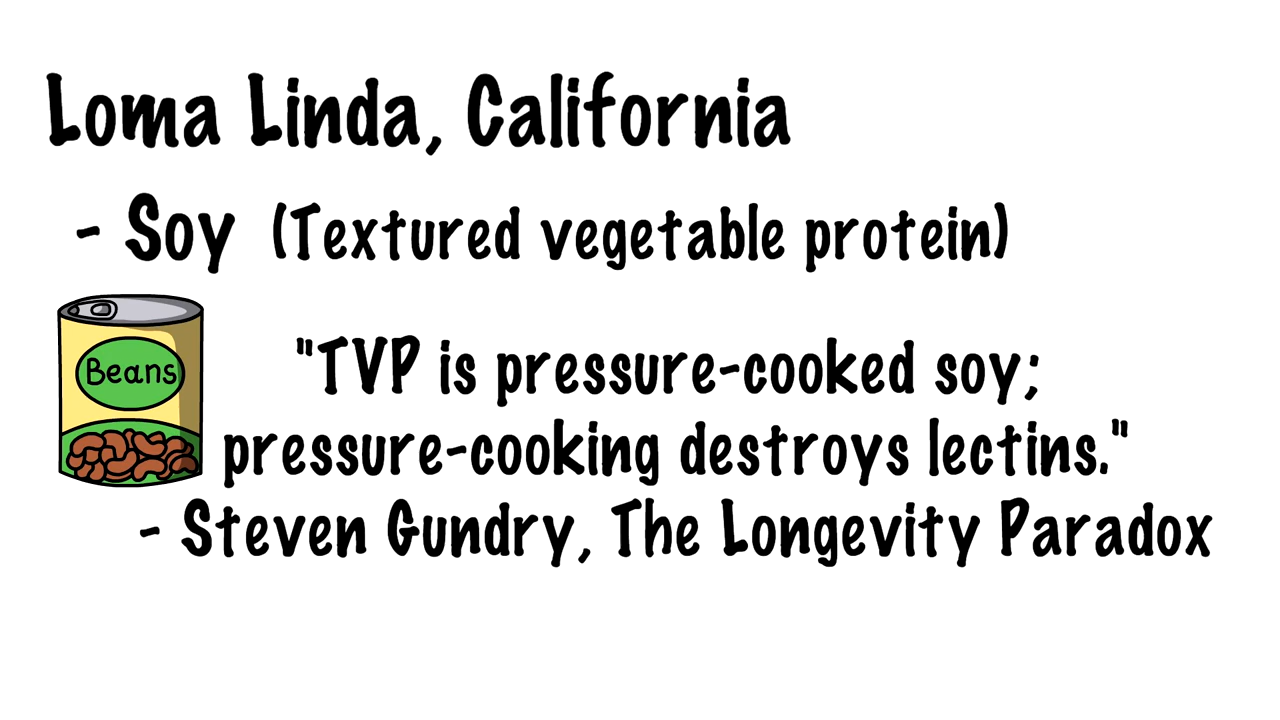 Loma Linda, California
- Soy (Textured vegetable protein)
Beans
"TVP is pressure-cooked soy;
pressure-cooking destroys lectins."
- Steven Gundry, The Longevity Paradox